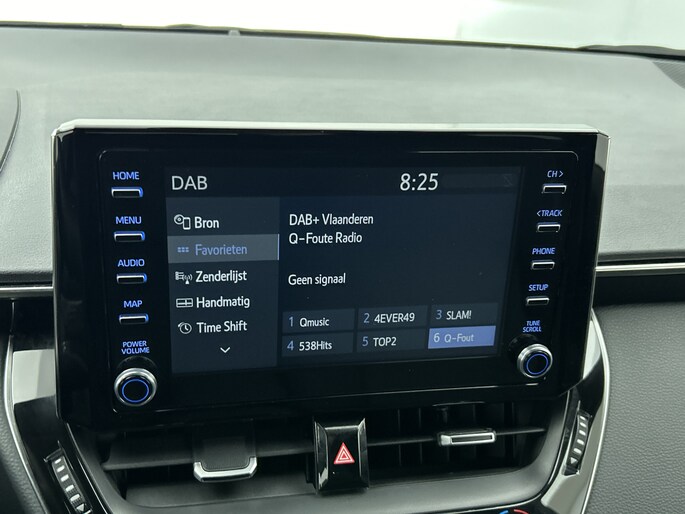 HOME
MENU
AUDIO
MAP
POWER
VOLUME
DAB
8:25
Bron
Favorieten
Zenderlijst
Handmatig
Time Shift
DAB+ Vlaanderen
Q-Foute Radio
Geen signaal
1 Qmusic
2 4EVER49
3 SLAM!
4 538Hits
5 TOP2
6 Q-Fout
CH >
< TRACK
PHONE
SETUP
TUNE
SCROLL